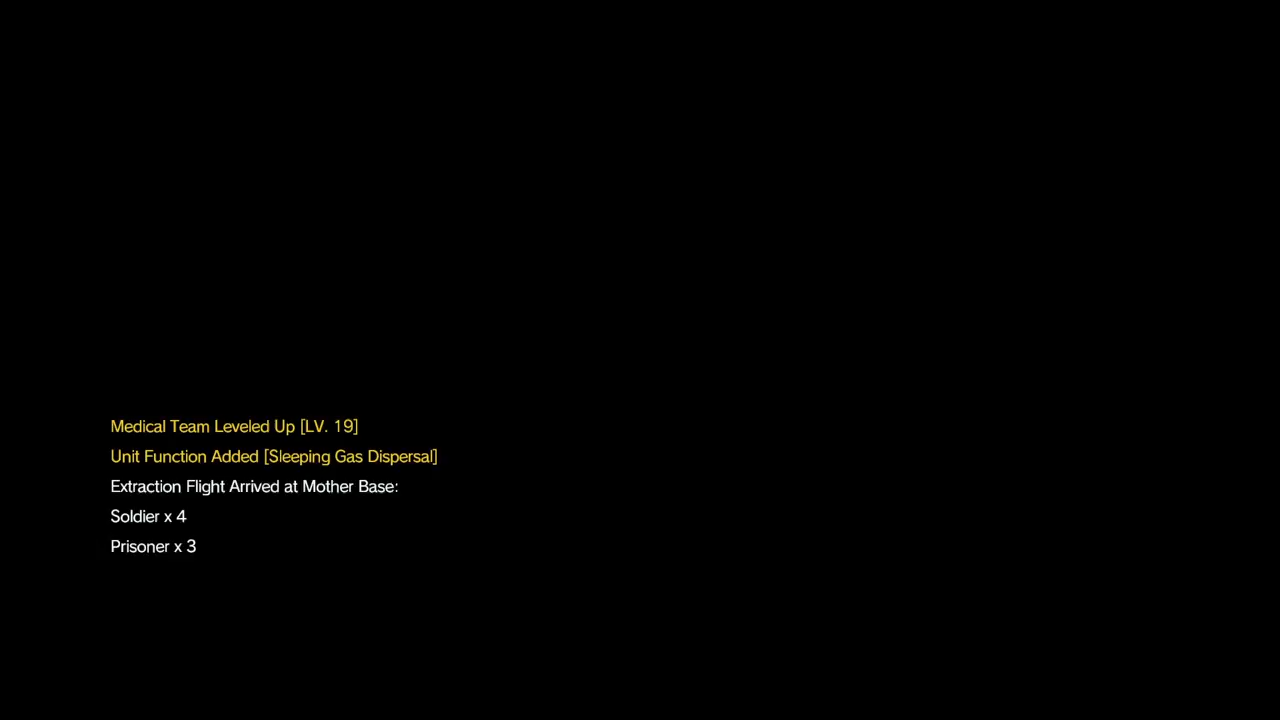 Medical Team Leveled Up [LV. 19]
Unit Function Added [Sleeping Gas Dispersal]
Extraction Flight Arrived at Mother Base:
Soldier x 4
Prisoner x 3